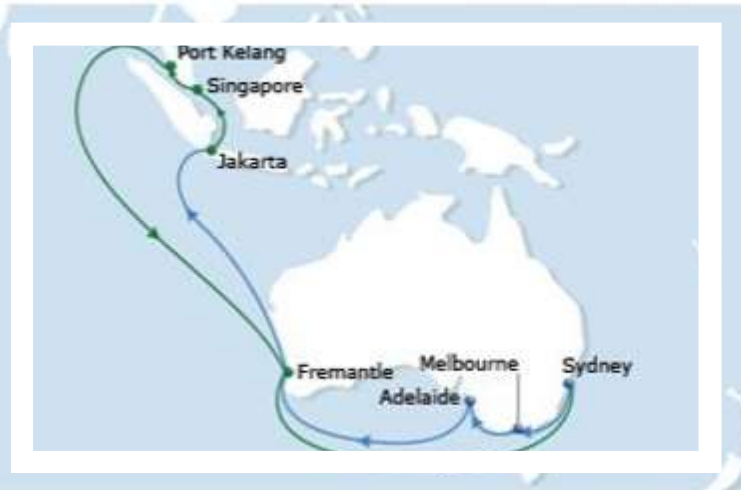 Port Kelang
Singapore
Jakarta
Fremantle
Melbourne
Sydney
Adelaide